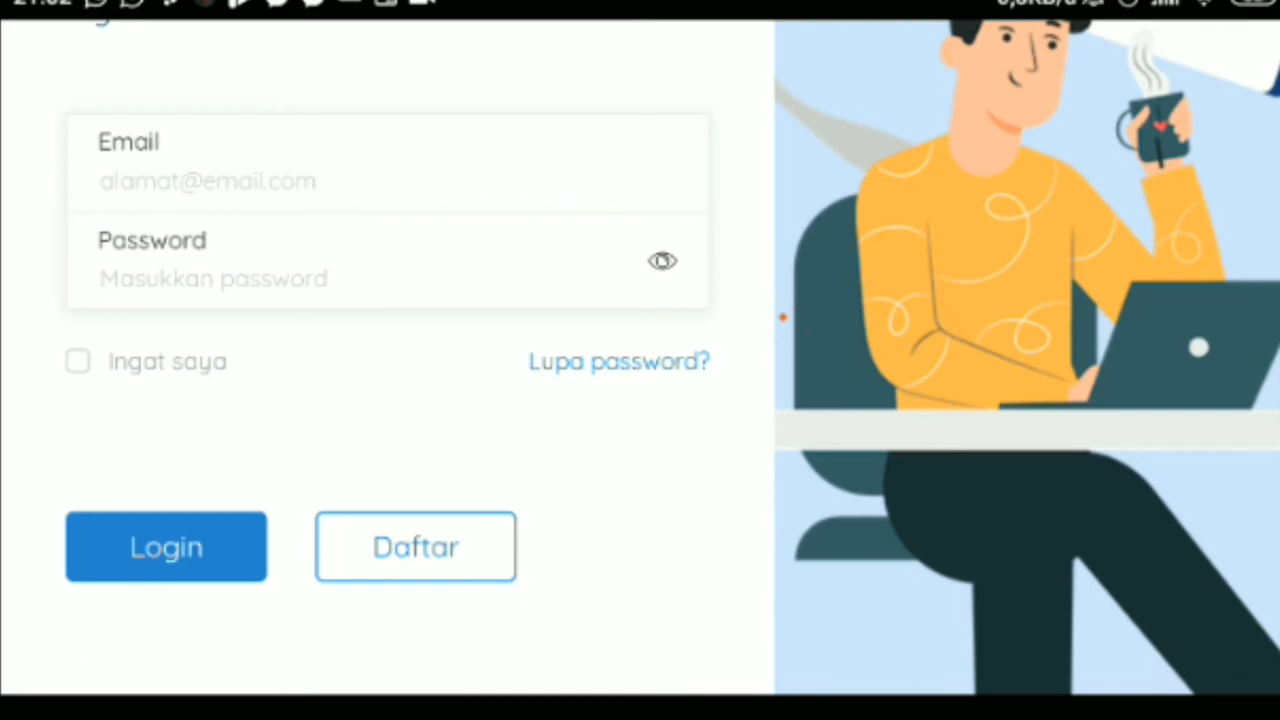 Email
alamat@email.com
Password
Masukkan password
Ingat saya
Lupa password?
Login
Daftar